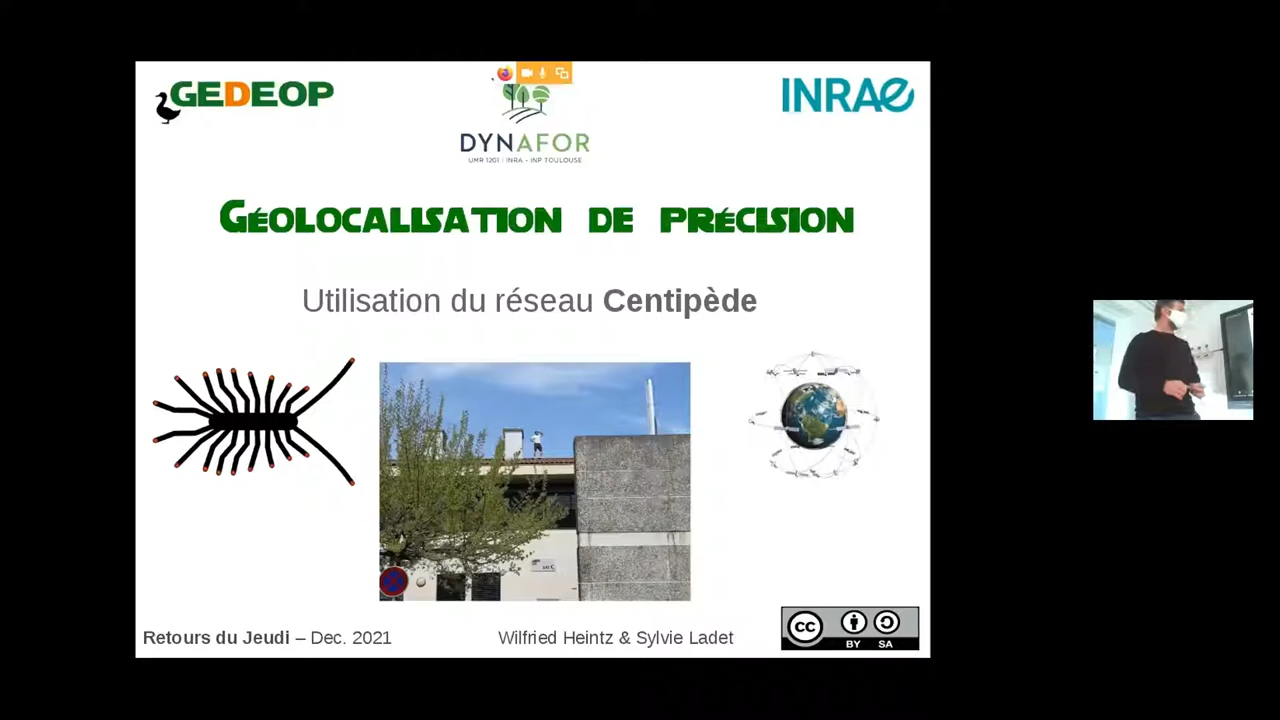 GEDEOP
DYNAFOR
UMR 1201 | INRA - INP TOULOUSE
INRAE
GÉOLOCALISATION DE PRÉCISION
Utilisation du réseau Centipède
Retours du Jeudi – Dec. 2021
Wilfried Heintz & Sylvie Ladet
CC
BY SA